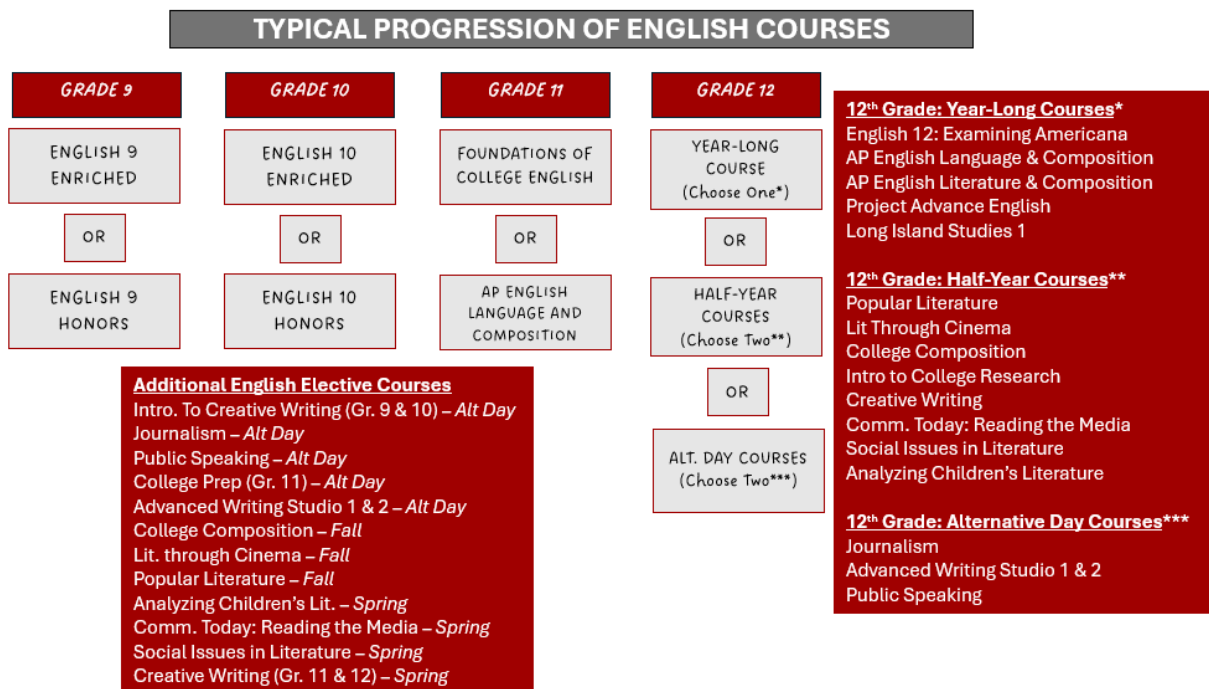 TYPICAL PROGRESSION OF ENGLISH COURSES
GRADE 9
ENGLISH 9
ENRICHED
OR
ENGLISH 9
HONORS
GRADE 10
ENGLISH 10
ENRICHED
OR
ENGLISH 10
HONORS
GRADE 11
FOUNDATIONS OF
COLLEGE ENGLISH
OR
AP ENGLISH
LANGUAGE AND
COMPOSITION
GRADE 12
YEAR-LONG
COURSE
(Choose One*)
OR
HALF-YEAR
COURSES
(Choose Two**)
OR
ALT. DAY COURSES
(Choose Two***)
12th Grade: Year-Long Courses*
English 12: Examining Americana
AP English Language & Composition
AP English Literature & Composition
Project Advance English
Long Island Studies 1
12th Grade: Half-Year Courses**
Popular Literature
Lit Through Cinema
College Composition
Intro to College Research
Creative Writing
Comm. Today: Reading the Media
Social Issues in Literature
Analyzing Children's Literature
12th Grade: Alternative Day Courses***
Journalism
Advanced Writing Studio 1 & 2
Public Speaking
Additional English Elective Courses
Intro. To Creative Writing (Gr. 9 & 10) – Alt Day
Journalism – Alt Day
Public Speaking – Alt Day
College Prep (Gr. 11) – Alt Day
Advanced Writing Studio 1 & 2 – Alt Day
College Composition – Fall
Lit. through Cinema – Fall
Popular Literature – Fall
Analyzing Children's Lit. – Spring
Comm. Today: Reading the Media – Spring
Social Issues in Literature – Spring
Creative Writing (Gr. 11 & 12) – Spring